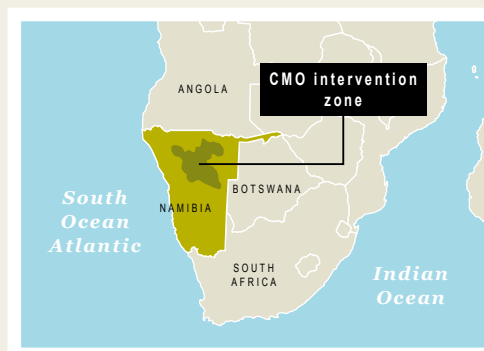 ANGOLA
CMO intervention
zone
South
Ocean
Atlantic
NAMIBIA
BOTSWANA
SOUTH
AFRICA
Indian
Ocean